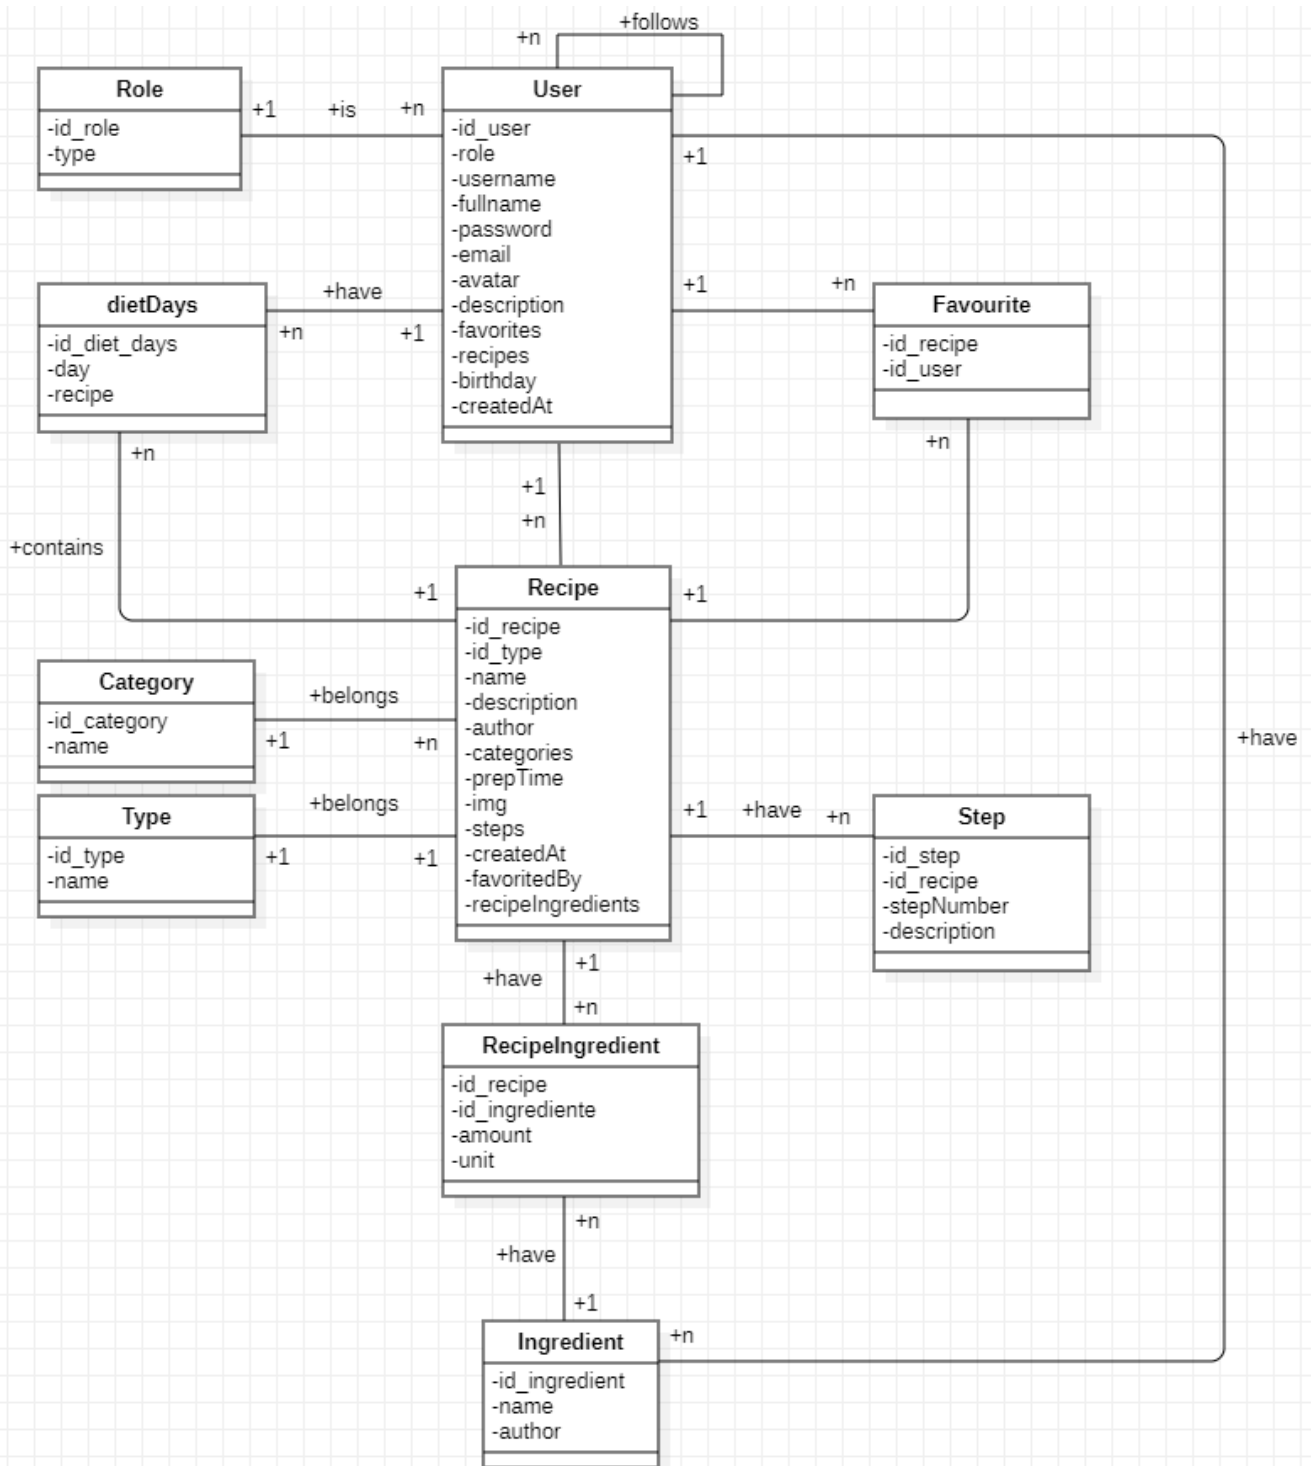 +follows
+n
Role
-id_role
-type
+1
+is
+n
User
-id_user
-role
-username
-fullname
-password
-email
-avatar
-description
-favorites
-recipes
-birthday
-createdAt
+1
dietDays
-id_diet_days
-day
-recipe
+have
+n
+1
+1
+n
Favourite
-id_recipe
-id_user
+n
+contains
+1
+n
+n
+1
+1
Recipe
-id_recipe
-id_type
-name
-description
-author
-categories
-prepTime
-img
-steps
-createdAt
-favoritedBy
-recipeIngredients
Category
-id_category
-name
+belongs
+1
+n
Type
-id_type
-name
+belongs
+1
+1
+1
+have
+n
Step
-id_step
-id_recipe
-stepNumber
-description
+have
+have
+1
+n
RecipeIngredient
-id_recipe
-id_ingrediente
-amount
-unit
+n
+have
+1
Ingredient
-id_ingredient
-name
-author
+n